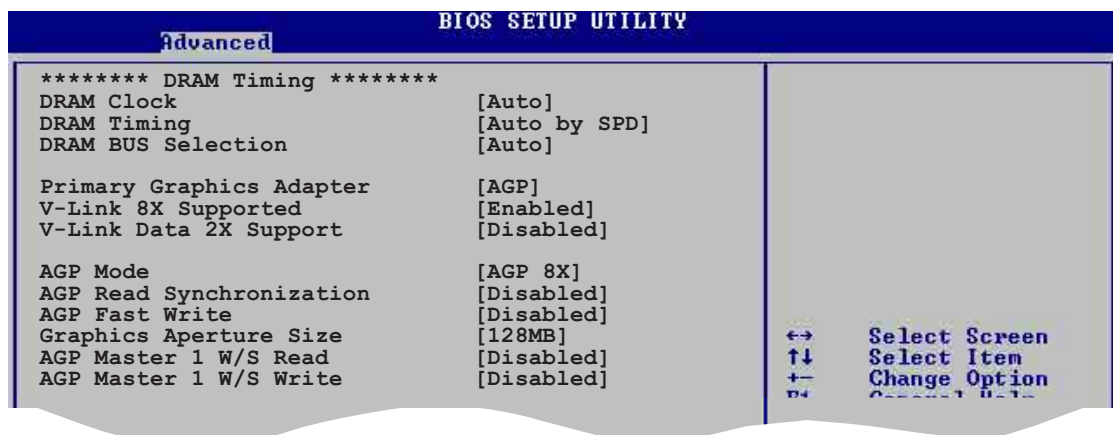 BIOS SETUP UTILITY
Advanced
******** DRAM Timing ********
DRAM Clock [Auto]
DRAM Timing [Auto by SPD]
DRAM BUS Selection [Auto]
Primary Graphics Adapter [AGP]
V-Link 8X Supported [Enabled]
V-Link Data 2X Support [Disabled]
AGP Mode [AGP 8X]
AGP Read Synchronization [Disabled]
AGP Fast Write [Disabled]
Graphics Aperture Size [128MB]
AGP Master 1 W/S Read [Disabled]
AGP Master 1 W/S Write [Disabled]
←→ Select Screen
↑↓ Select Item
+- Change Option